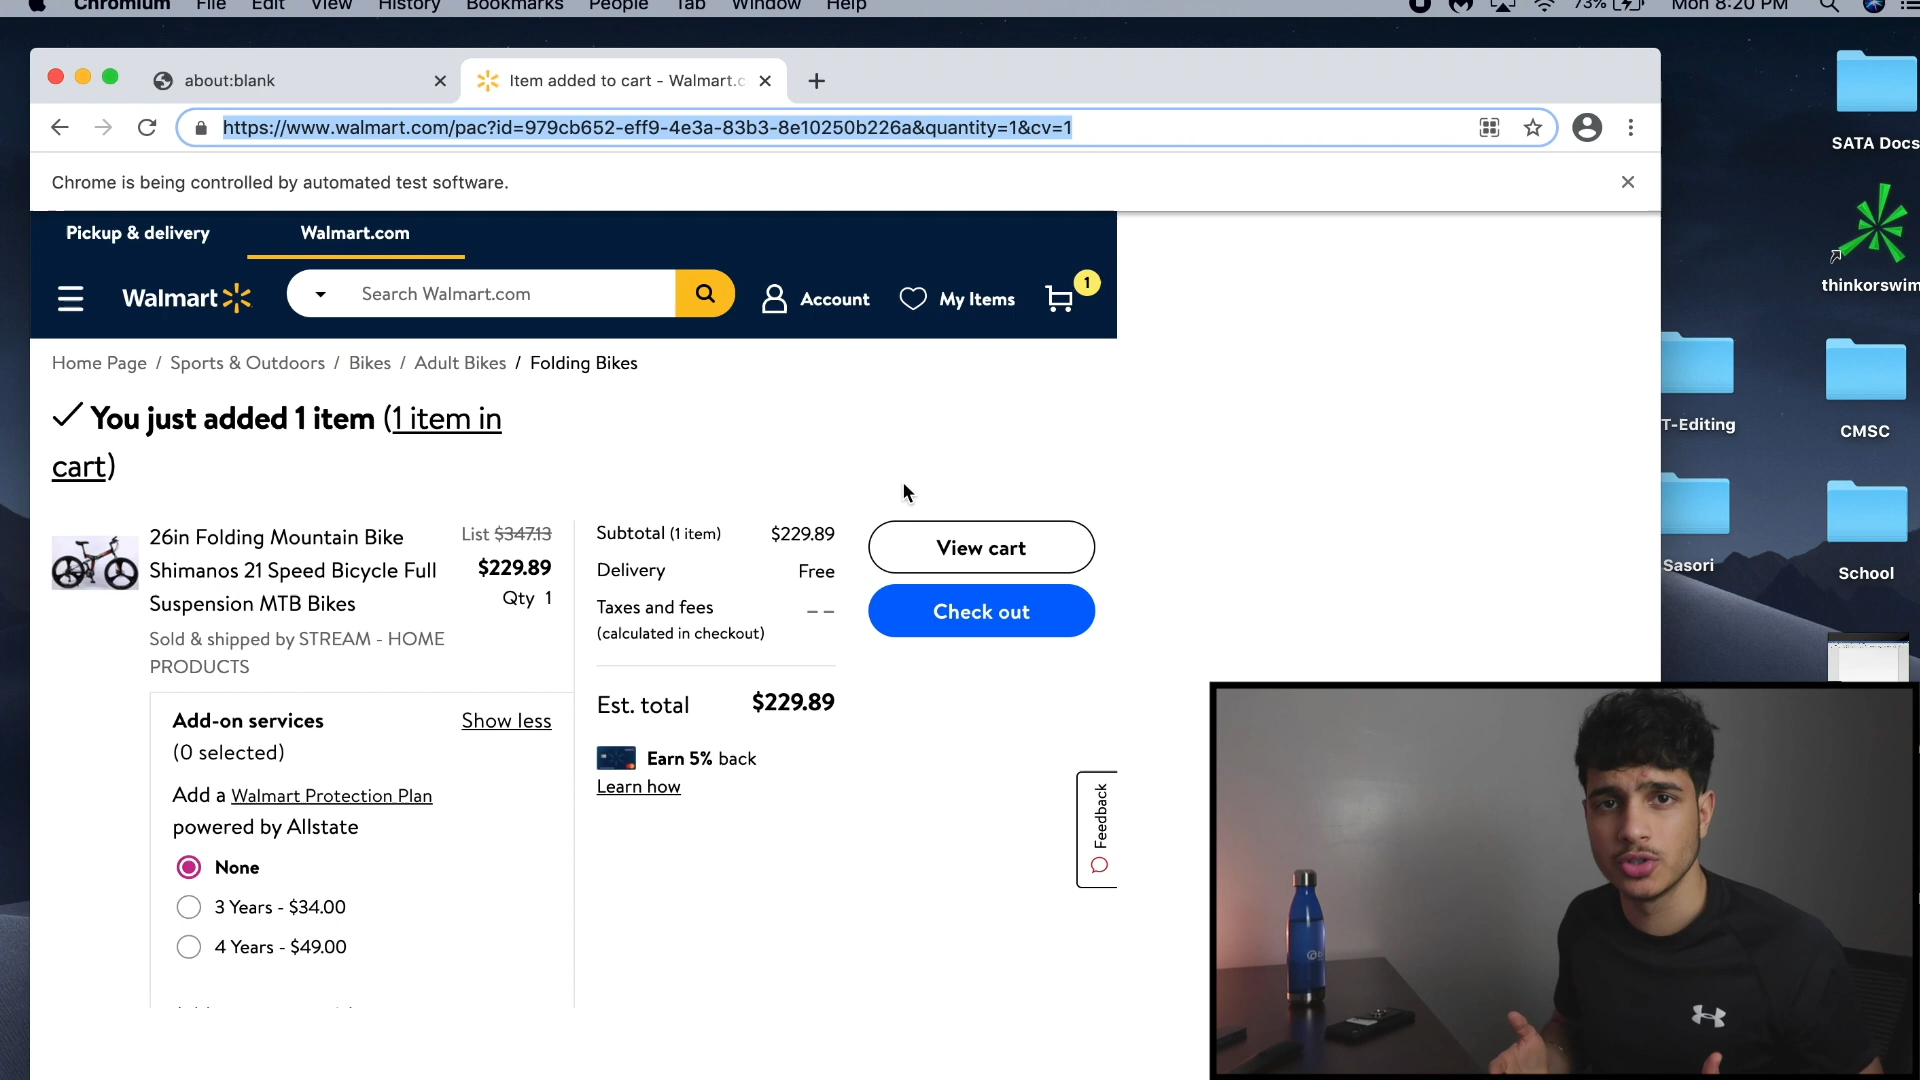 Chromium File Edit View History Bookmarks People Tab Window Help 73% Mon 8:20 PM
about:blank
Item added to cart - Walmart.c
https://www.walmart.com/pac?id=979cb652-eff9-4e3a-83b3-8e10250b226a&quantity=1&cv=1
Chrome is being controlled by automated test software.
Pickup & delivery
Walmart.com
Walmart
Search Walmart.com
Account
My Items
1
Home Page / Sports & Outdoors / Bikes / Adult Bikes / Folding Bikes
You just added 1 item (1 item in
cart)
26in Folding Mountain Bike
Shimanos 21 Speed Bicycle Full
Suspension MTB Bikes
List $347.13
$229.89
Qty 1
Sold & shipped by STREAM - HOME
PRODUCTS
Add-on services
Show less
(0 selected)
Add a Walmart Protection Plan
powered by Allstate
None
3 Years - $34.00
4 Years - $49.00
Subtotal (1 item) $229.89
Delivery Free
Taxes and fees – –
(calculated in checkout)
Est. total $229.89
Earn 5% back
Learn how
View cart
Check out
Feedback
SATA Docs
thinkorswim
T-Editing
CMSC
Sasori
School